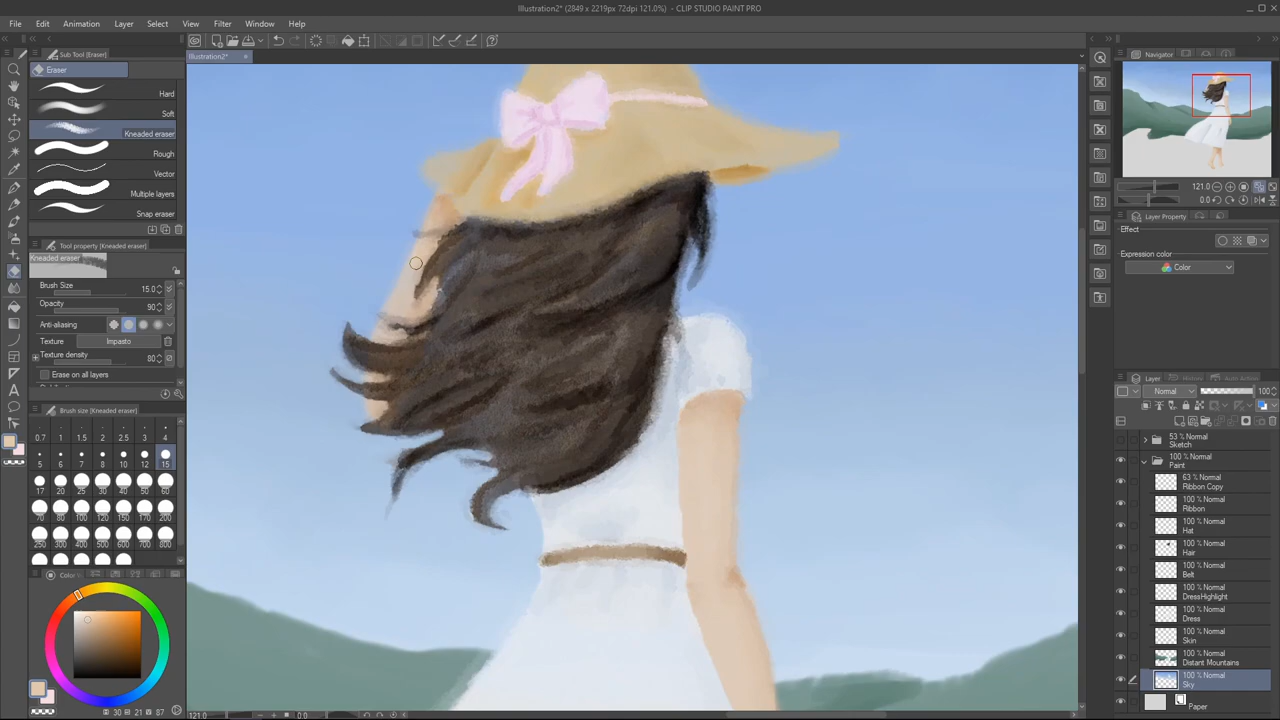 Illustration2* (2849 x 2219px 72dpi 121.0%) - CLIP STUDIO PAINT PRO
File Edit Animation Layer Select View Filter Window Help
Sub Tool [Eraser]
Illustration2*
Navigator
Eraser
Hard
Soft
Kneaded eraser
Rough
Vector
Multiple layers
Snap eraser
Tool property [Kneaded eraser]
Kneaded eraser
Brush Size 15.0
Opacity 90
Anti-aliasing
Texture Impasto
Texture density 80
Erase on all layers
Brush size [Kneaded eraser]
0.7 1 1.5 2 2.5 3 4
5 6 7 8 10 12 15
17 20 25 30 40 50 60
70 80 100 120 150 170 200
250 300 400 500 600 700 800
Color
30 21 87
121.0 0.0
121.0
0.0
Layer Property
Effect
Expression color
Color
Layer History Auto Action
Normal 100
53 % Normal
Sketch
100 % Normal
Paint
63 % Normal
Ribbon Copy
100 % Normal
Ribbon
100 % Normal
Hat
100 % Normal
Hair
100 % Normal
Belt
100 % Normal
DressHighlight
100 % Normal
Dress
100 % Normal
Skin
100 % Normal
Distant Mountains
100 % Normal
Sky
Paper